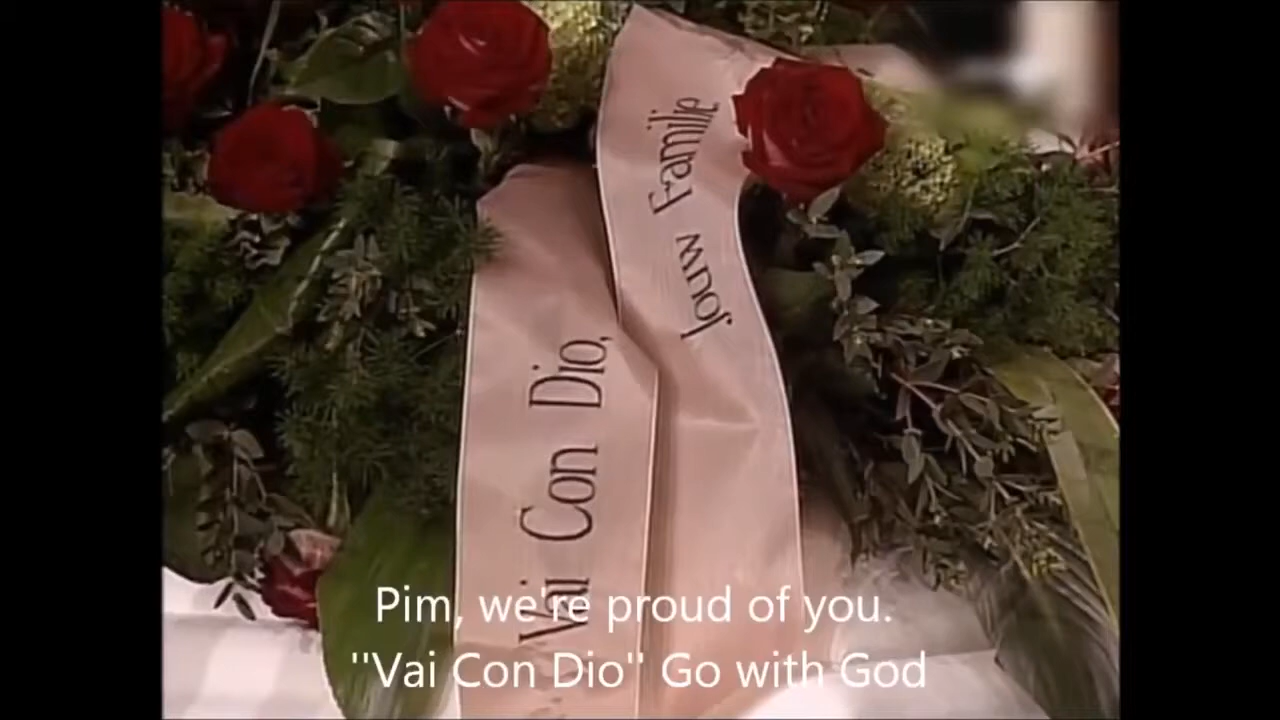 "Vai Con Dio,
Jouw Familie
Pim, we're proud of you.
''Vai Con Dio'' Go with God